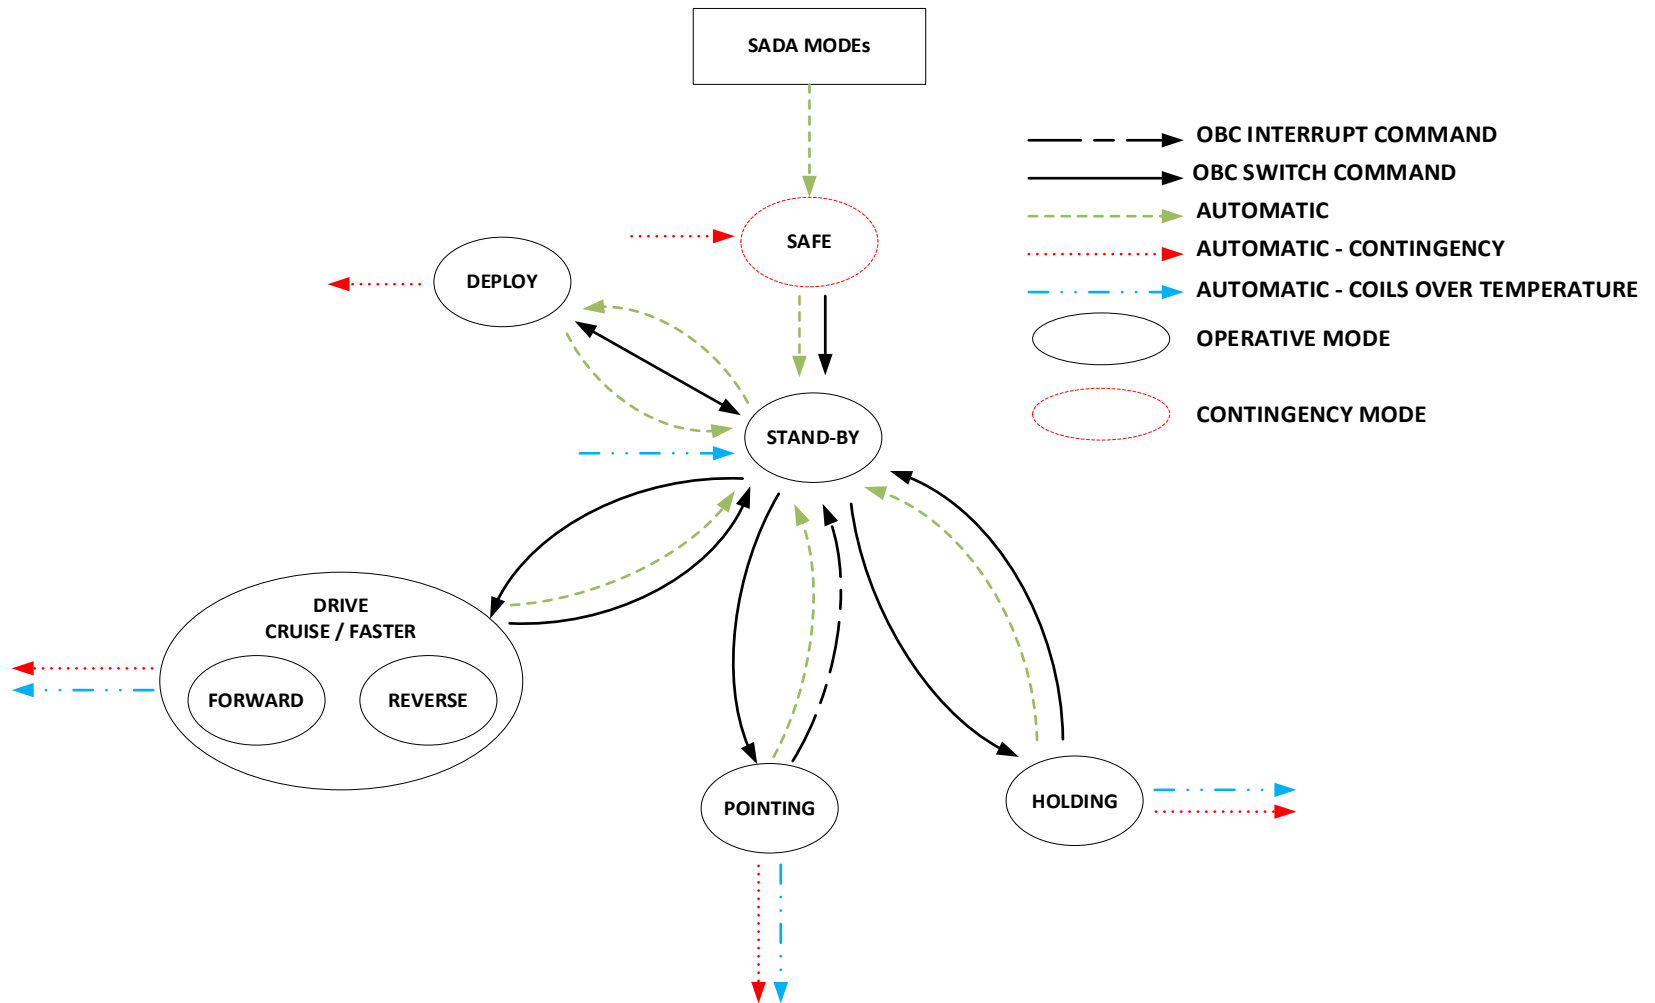 SADA MODEs
OBC INTERRUPT COMMAND
OBC SWITCH COMMAND
AUTOMATIC
AUTOMATIC - CONTINGENCY
AUTOMATIC - COILS OVER TEMPERATURE
OPERATIVE MODE
CONTINGENCY MODE
SAFE
DEPLOY
STAND-BY
DRIVE
CRUISE / FASTER
FORWARD
REVERSE
POINTING
HOLDING